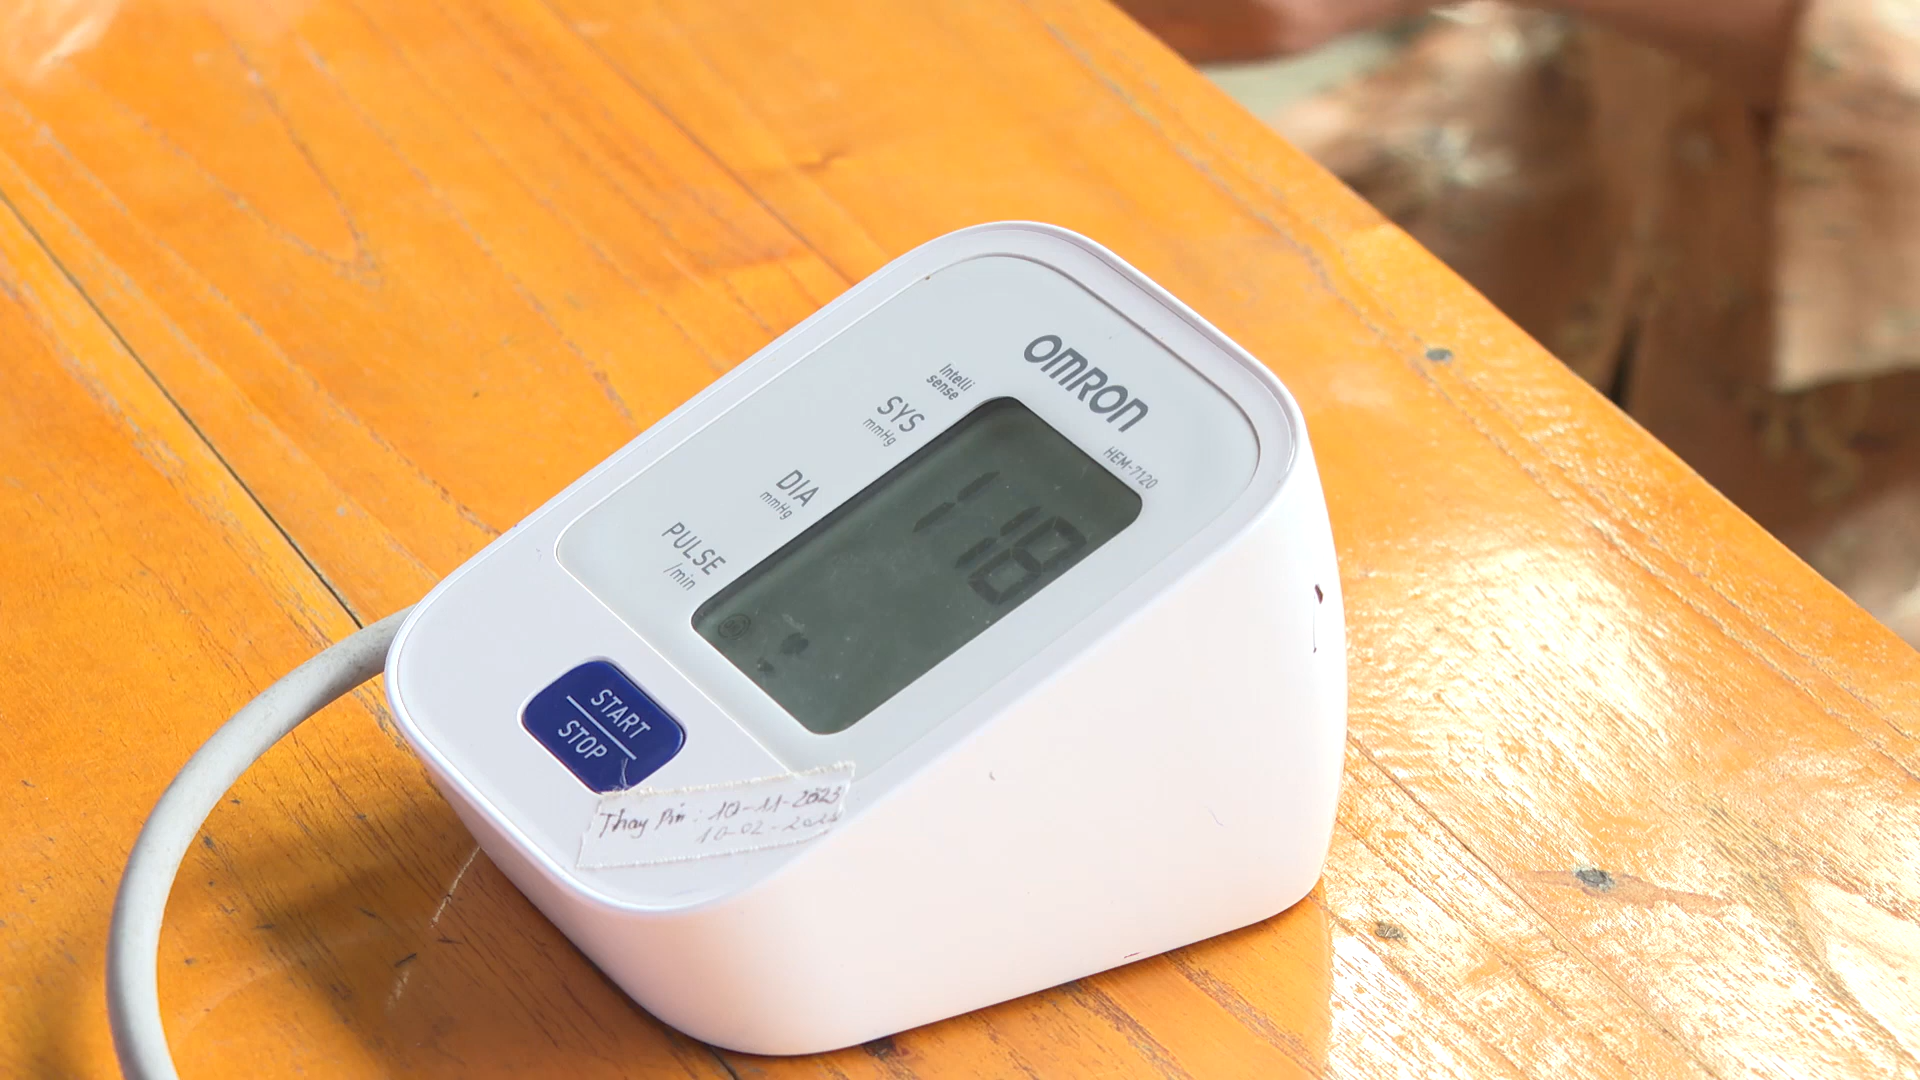 OMRON
HEM-7120
Intelli
sense
SYS
mmHg
118
DIA
mmHg
PULSE
/min
START
STOP
Thay Pin: 10-11-2023
10-02-